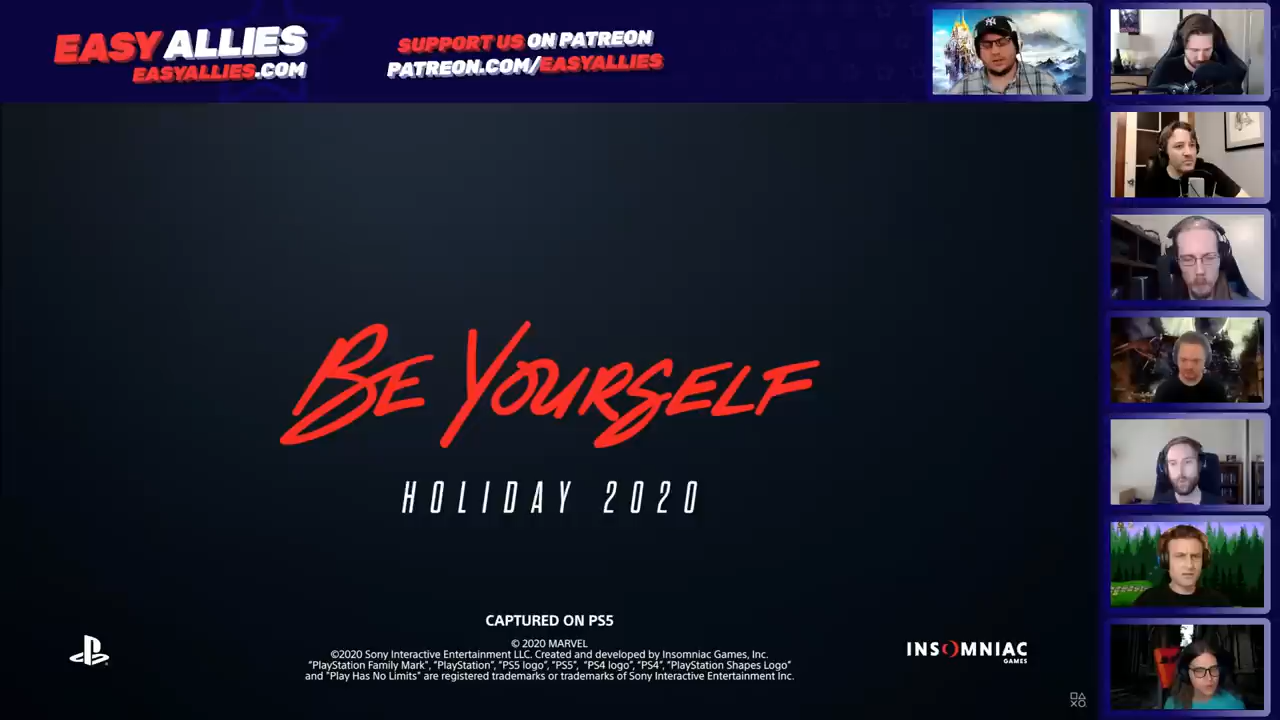 EASY ALLIES
EASYALLIES.COM
SUPPORT US ON PATREON
PATREON.COM/EASYALLIES
BE YOURSELF
HOLIDAY 2020
CAPTURED ON PS5
© 2020 MARVEL
©2020 Sony Interactive Entertainment LLC. Created and developed by Insomniac Games, Inc.
"PlayStation Family Mark", "PlayStation", "PS5 logo", "PS5", "PS4 logo", "PS4", "PlayStation Shapes Logo"
and "Play Has No Limits" are registered trademarks or trademarks of Sony Interactive Entertainment Inc.
INSOMNIAC
GAMES